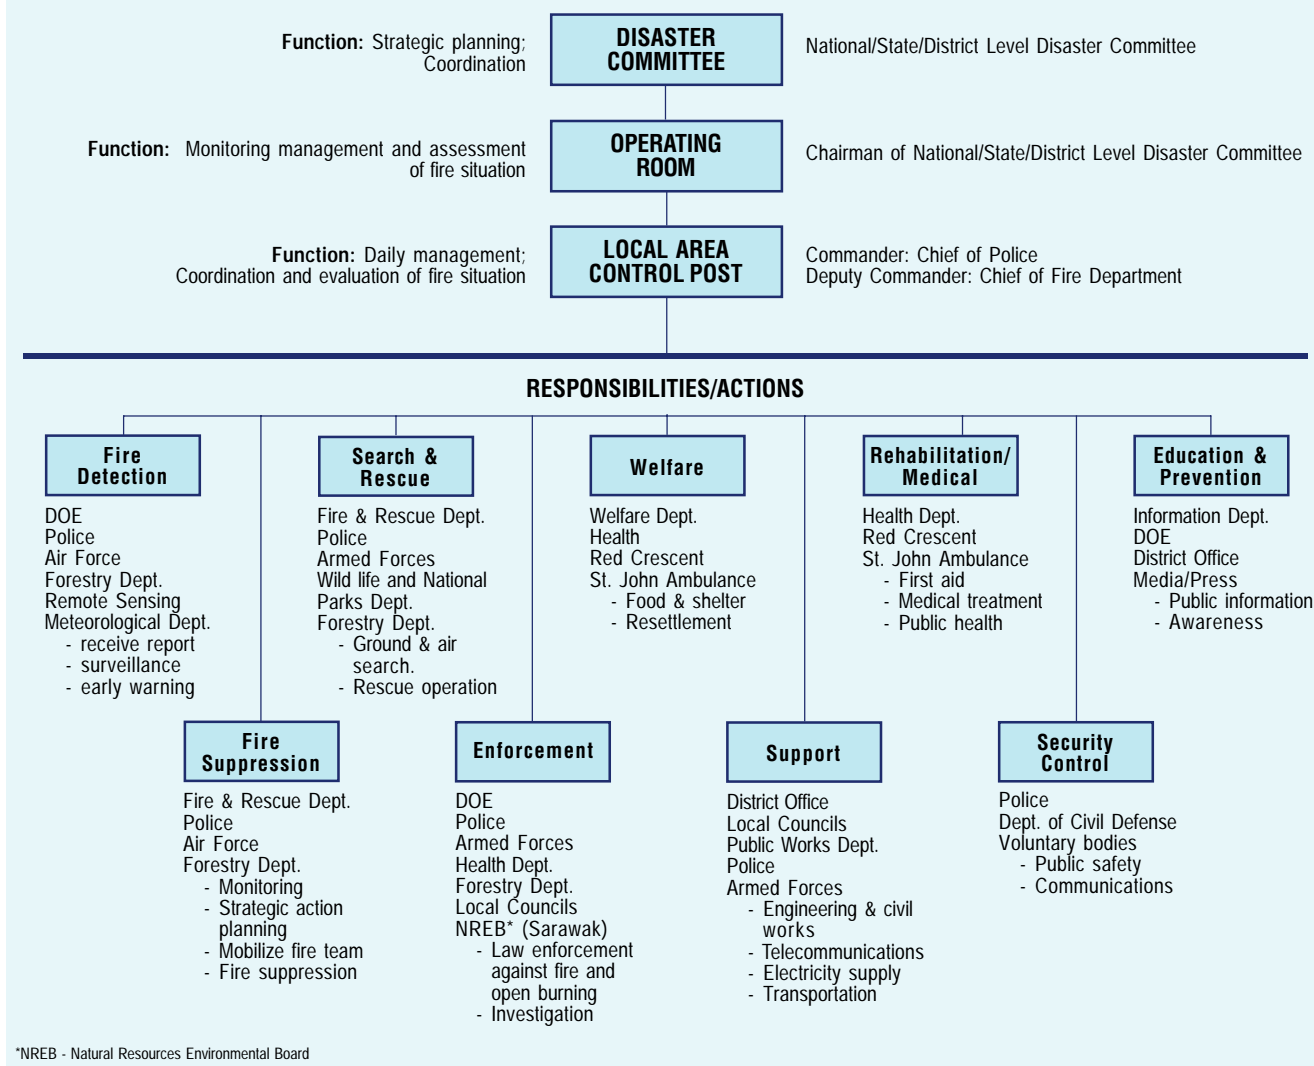 Function: Strategic planning;
Coordination
DISASTER
COMMITTEE
National/State/District Level Disaster Committee
Function: Monitoring management and assessment
of fire situation
OPERATING
ROOM
Chairman of National/State/District Level Disaster Committee
Function: Daily management;
Coordination and evaluation of fire situation
LOCAL AREA
CONTROL POST
Commander: Chief of Police
Deputy Commander: Chief of Fire Department
RESPONSIBILITIES/ACTIONS
Fire
Detection
DOE
Police
Air Force
Forestry Dept.
Remote Sensing
Meteorological Dept.
- receive report
- surveillance
- early warning
Search &
Rescue
Fire & Rescue Dept.
Police
Armed Forces
Wild life and National
Parks Dept.
Forestry Dept.
- Ground & air
search.
- Rescue operation
Welfare
Welfare Dept.
Health
Red Crescent
St. John Ambulance
- Food & shelter
- Resettlement
Rehabilitation/
Medical
Health Dept.
Red Crescent
St. John Ambulance
- First aid
- Medical treatment
- Public health
Education &
Prevention
Information Dept.
DOE
District Office
Media/Press
- Public information
- Awareness
Fire
Suppression
Fire & Rescue Dept.
Police
Air Force
Forestry Dept.
- Monitoring
- Strategic action
planning
- Mobilize fire team
- Fire suppression
Enforcement
DOE
Police
Armed Forces
Health Dept.
Forestry Dept.
Local Councils
NREB* (Sarawak)
- Law enforcement
against fire and
open burning
- Investigation
Support
District Office
Local Councils
Public Works Dept.
Police
Armed Forces
- Engineering & civil
works
- Telecommunications
- Electricity supply
- Transportation
Security
Control
Police
Dept. of Civil Defense
Voluntary bodies
- Public safety
- Communications
*NREB - Natural Resources Environmental Board